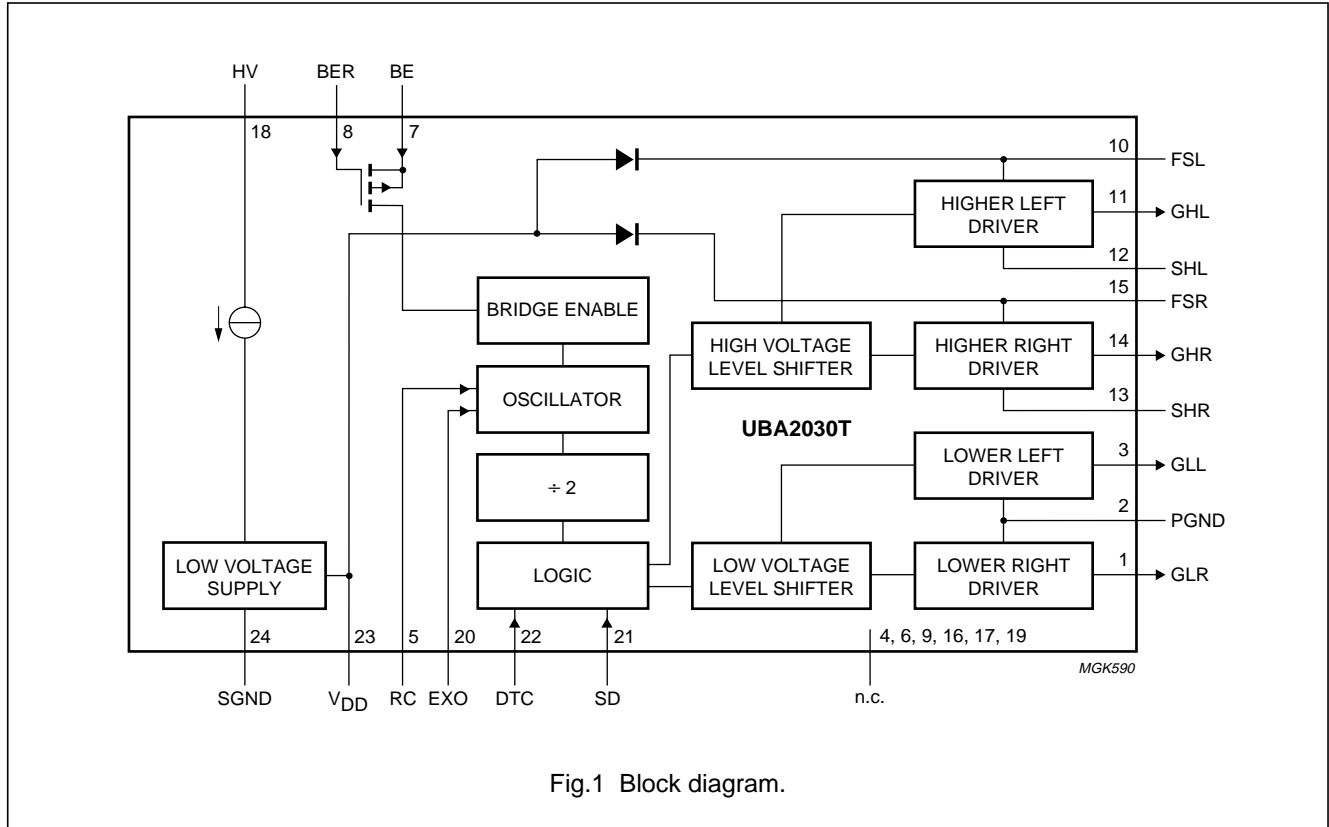 HV
BER
BE
18
8
7
10
FSL
HIGHER LEFT
DRIVER
11
GHL
12
SHL
15
FSR
BRIDGE ENABLE
HIGH VOLTAGE
LEVEL SHIFTER
HIGHER RIGHT
DRIVER
14
GHR
OSCILLATOR
13
SHR
UBA2030T
LOWER LEFT
DRIVER
3
GLL
÷ 2
2
PGND
LOW VOLTAGE
SUPPLY
LOGIC
LOW VOLTAGE
LEVEL SHIFTER
LOWER RIGHT
DRIVER
1
GLR
24
23
5
20
22
21
4, 6, 9, 16, 17, 19
MGK590
SGND
VDD
RC
EXO
DTC
SD
n.c.
Fig.1 Block diagram.